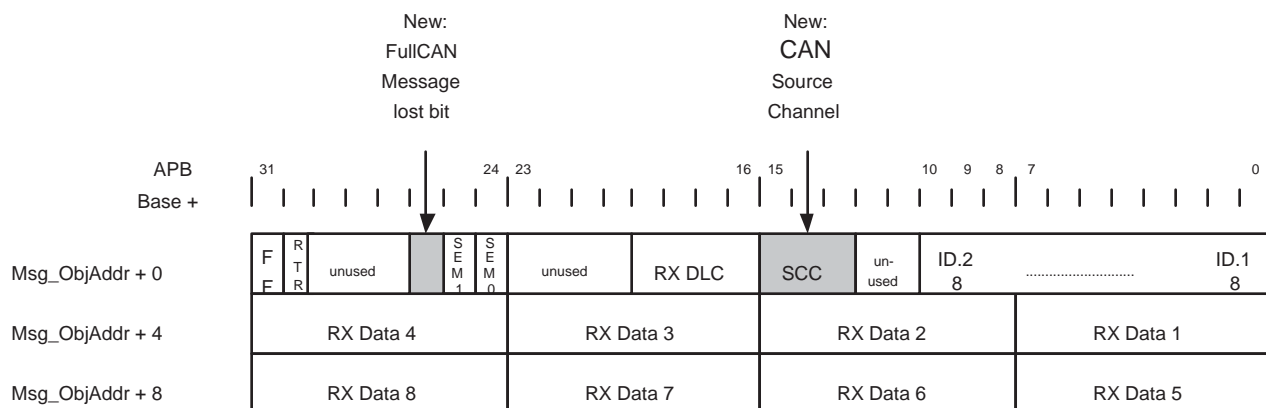 New:
FullCAN
Message
lost bit
New:
CAN
Source
Channel
APB
Base +
31 24 23 16 15 10 9 8 7 0
Msg_ObjAddr + 0
F F
R T R
unused
S E M 1
S E M 0
unused
RX DLC
SCC
un-
used
ID.2
8
............................
ID.1
8
Msg_ObjAddr + 4 RX Data 4 RX Data 3 RX Data 2 RX Data 1
Msg_ObjAddr + 8 RX Data 8 RX Data 7 RX Data 6 RX Data 5